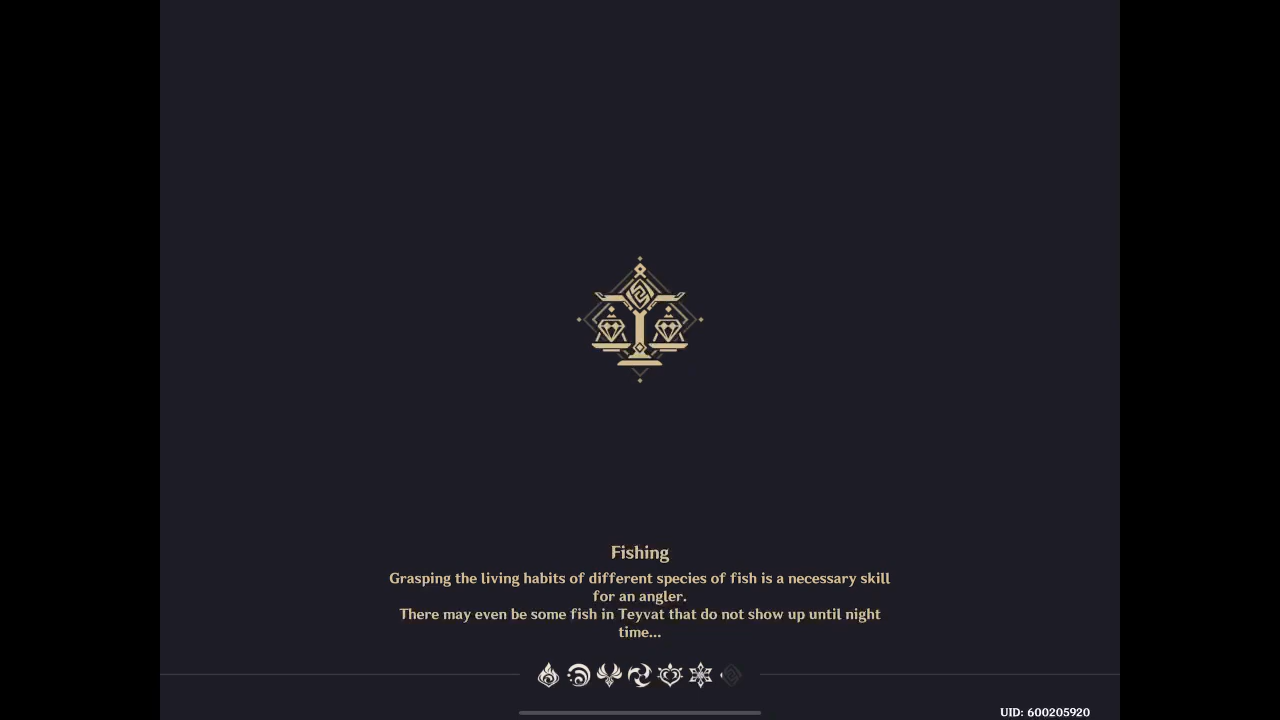 Fishing
Grasping the living habits of different species of fish is a necessary skill
for an angler.
There may even be some fish in Teyvat that do not show up until night
time...
UID: 600205920